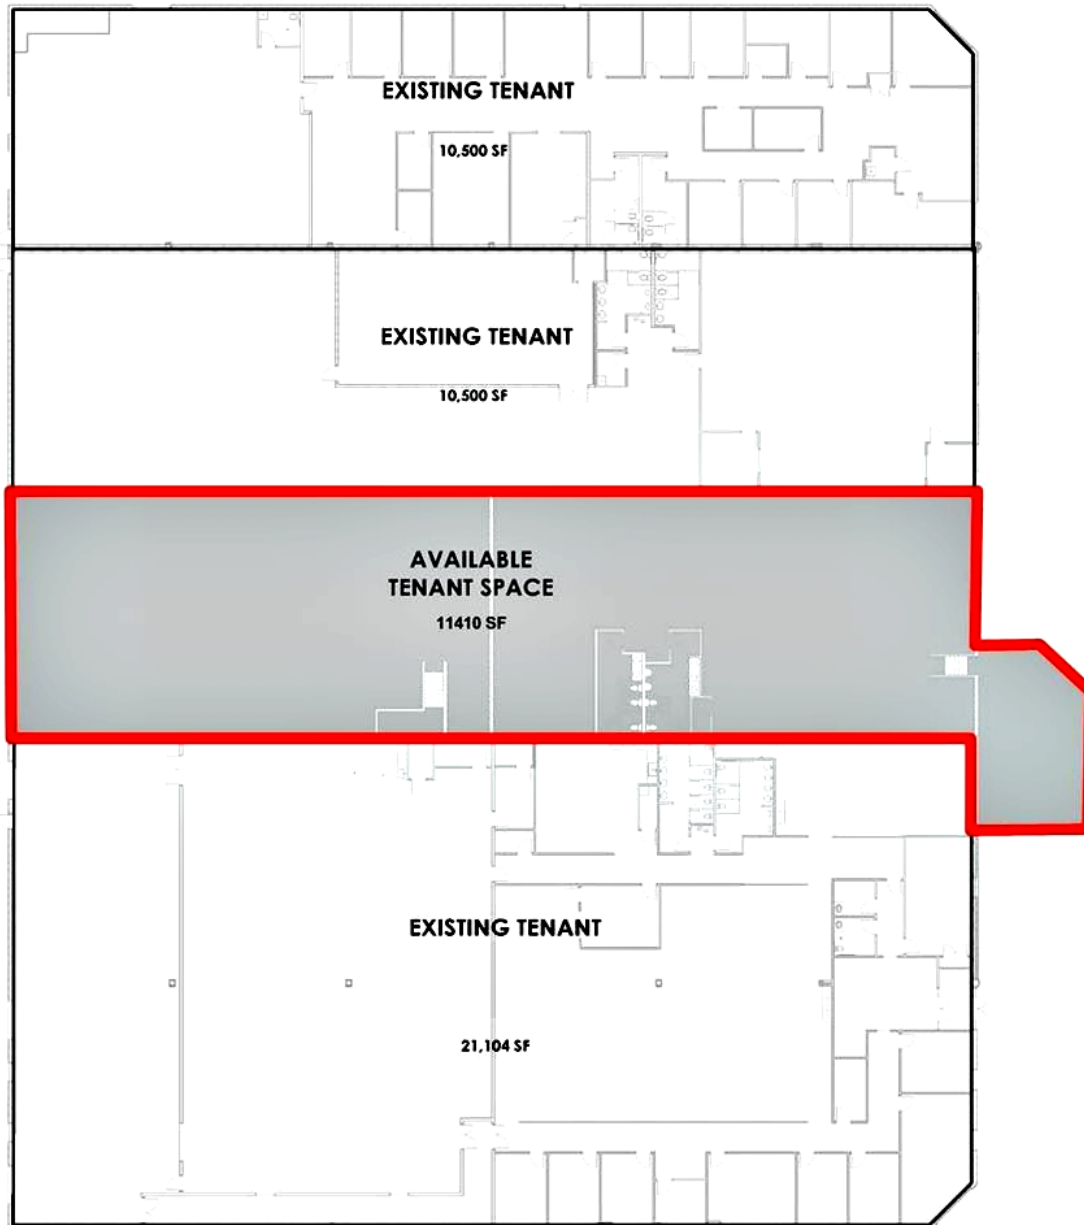 EXISTING TENANT
10,500 SF
EXISTING TENANT
10,500 SF
AVAILABLE
TENANT SPACE
11410 SF
EXISTING TENANT
21,104 SF